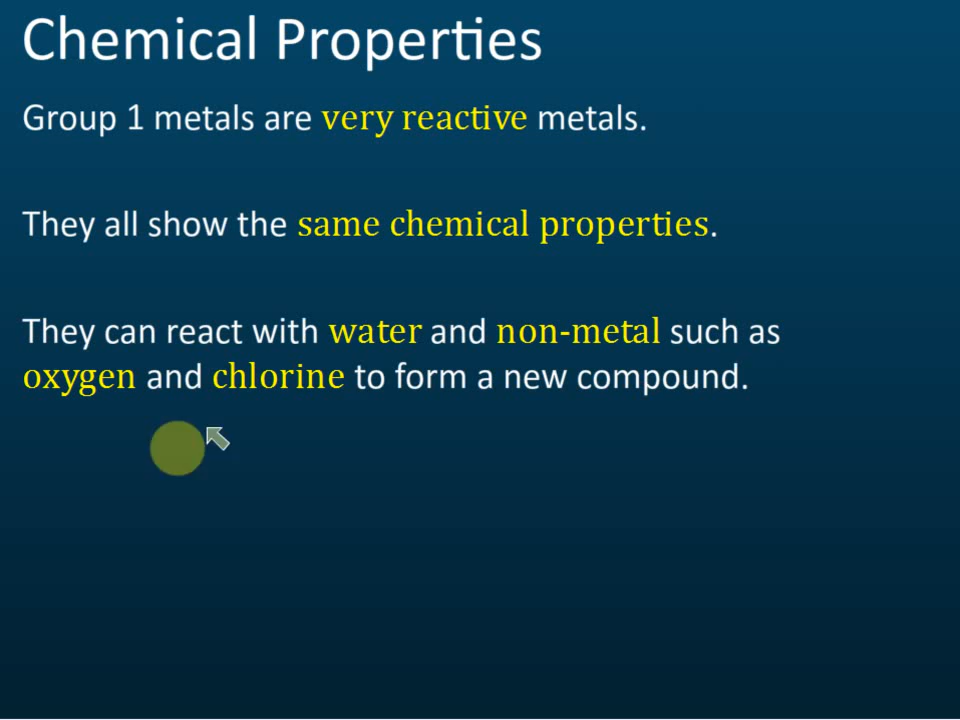 Chemical Properties
Group 1 metals are very reactive metals.
They all show the same chemical properties.
They can react with water and non-metal such as
oxygen and chlorine to form a new compound.